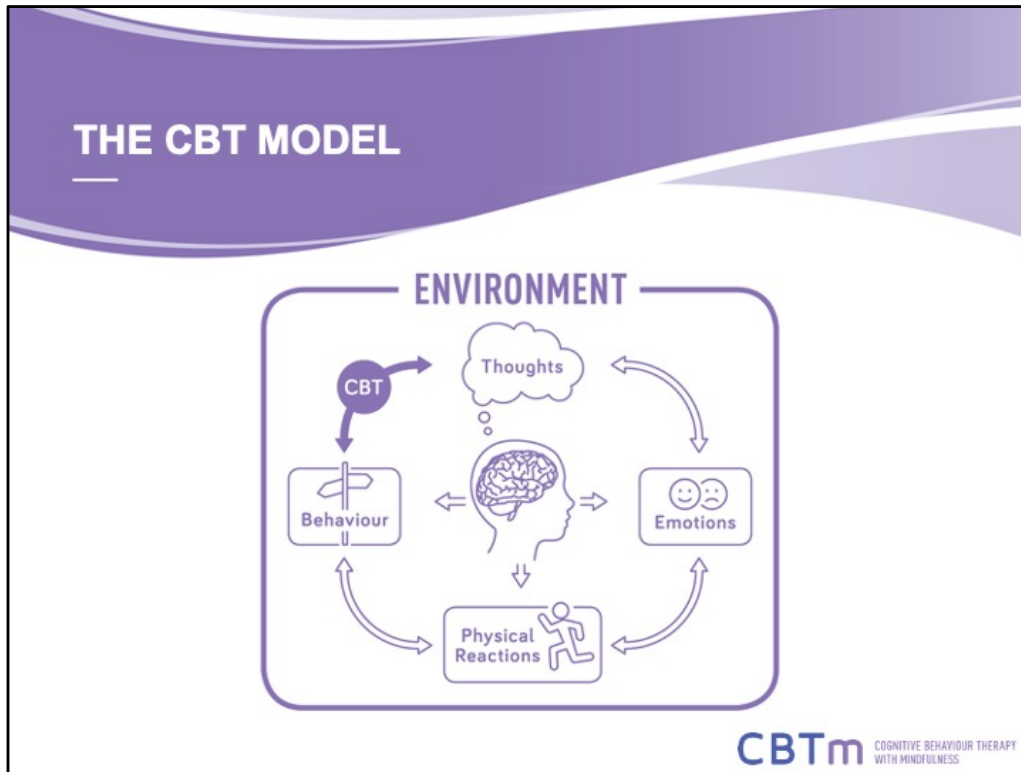 THE CBT MODEL
ENVIRONMENT
Thoughts
CBT
Behaviour
Emotions
Physical
Reactions
CBTm COGNITIVE BEHAVIOUR THERAPY
WITH MINDFULNESS